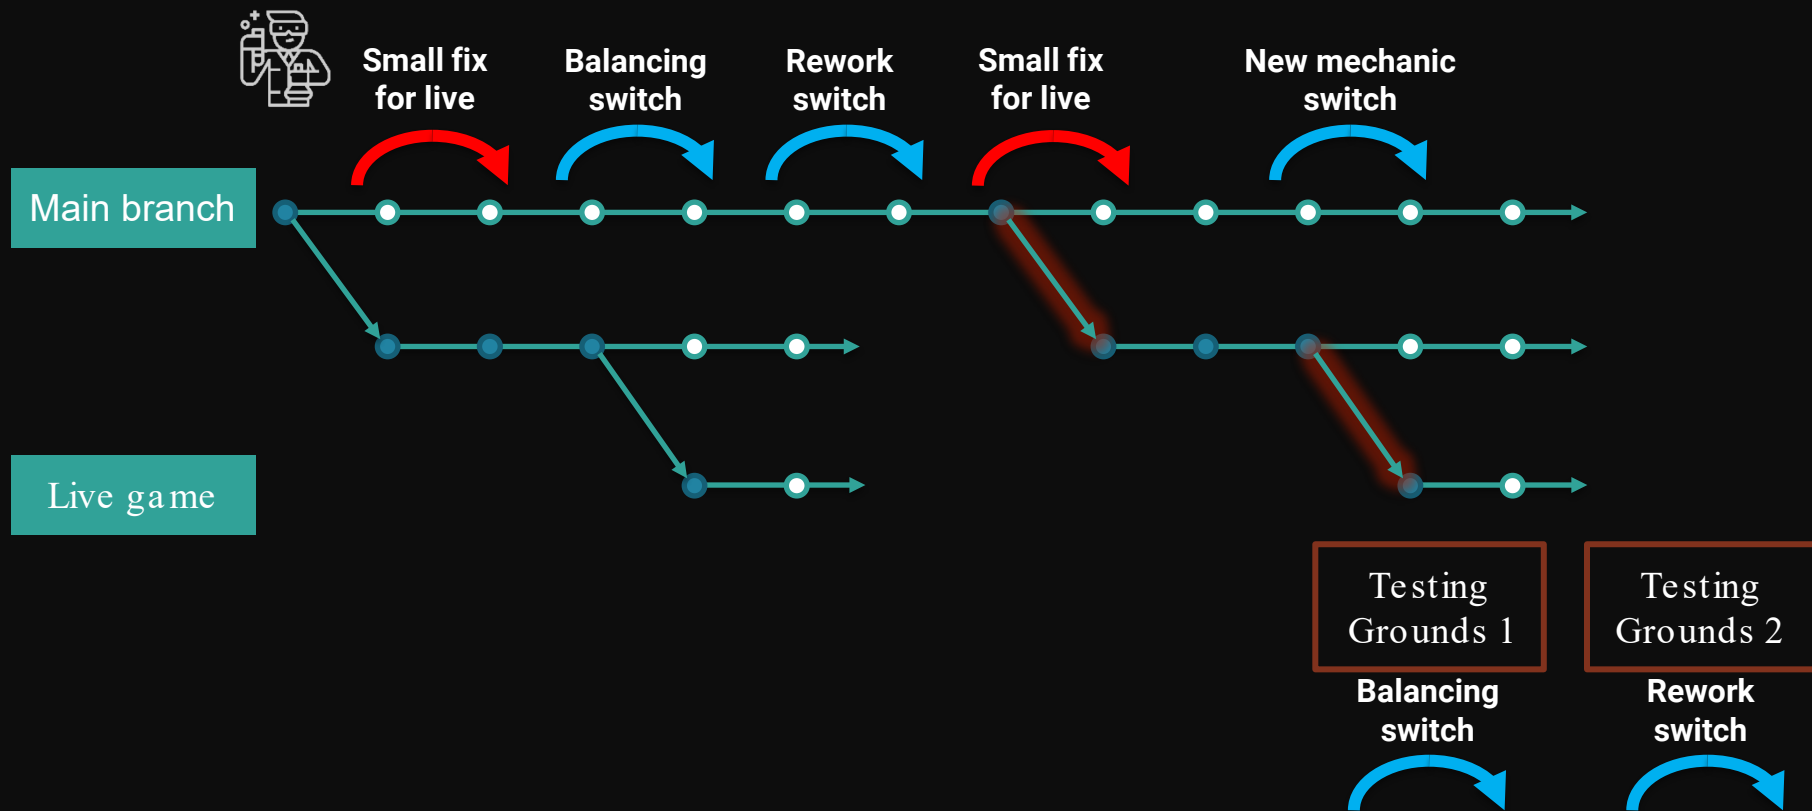 Small fix
for live
Balancing
switch
Rework
switch
Small fix
for live
New mechanic
switch
Main branch
Live game
Testing
Grounds 1
Testing
Grounds 2
Balancing
switch
Rework
switch